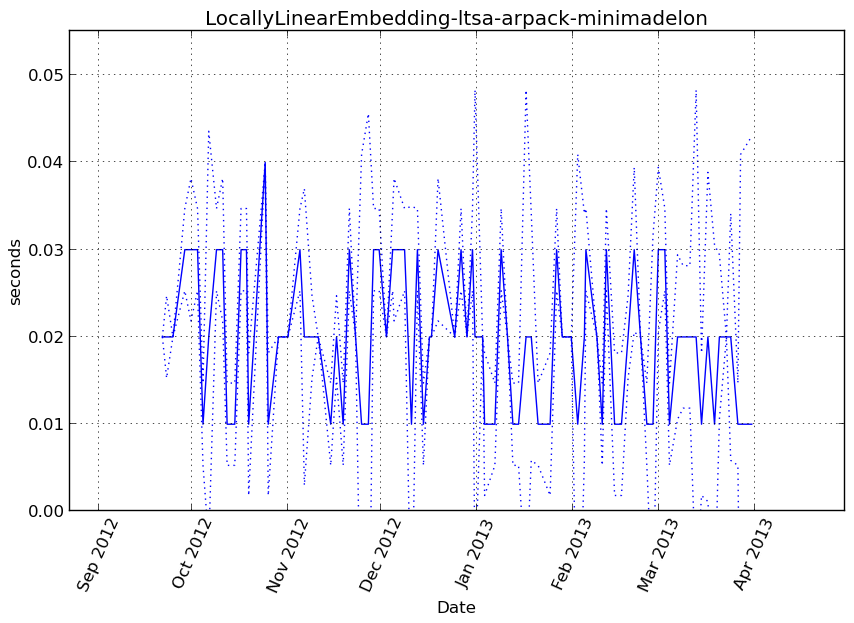 LocallyLinearEmbedding-ltsa-arpack-minimadelon
0.05
0.04
0.03
0.02
0.01
0.00
seconds
Sep 2012
Oct 2012
Nov 2012
Dec 2012
Jan 2013
Feb 2013
Mar 2013
Apr 2013
Date